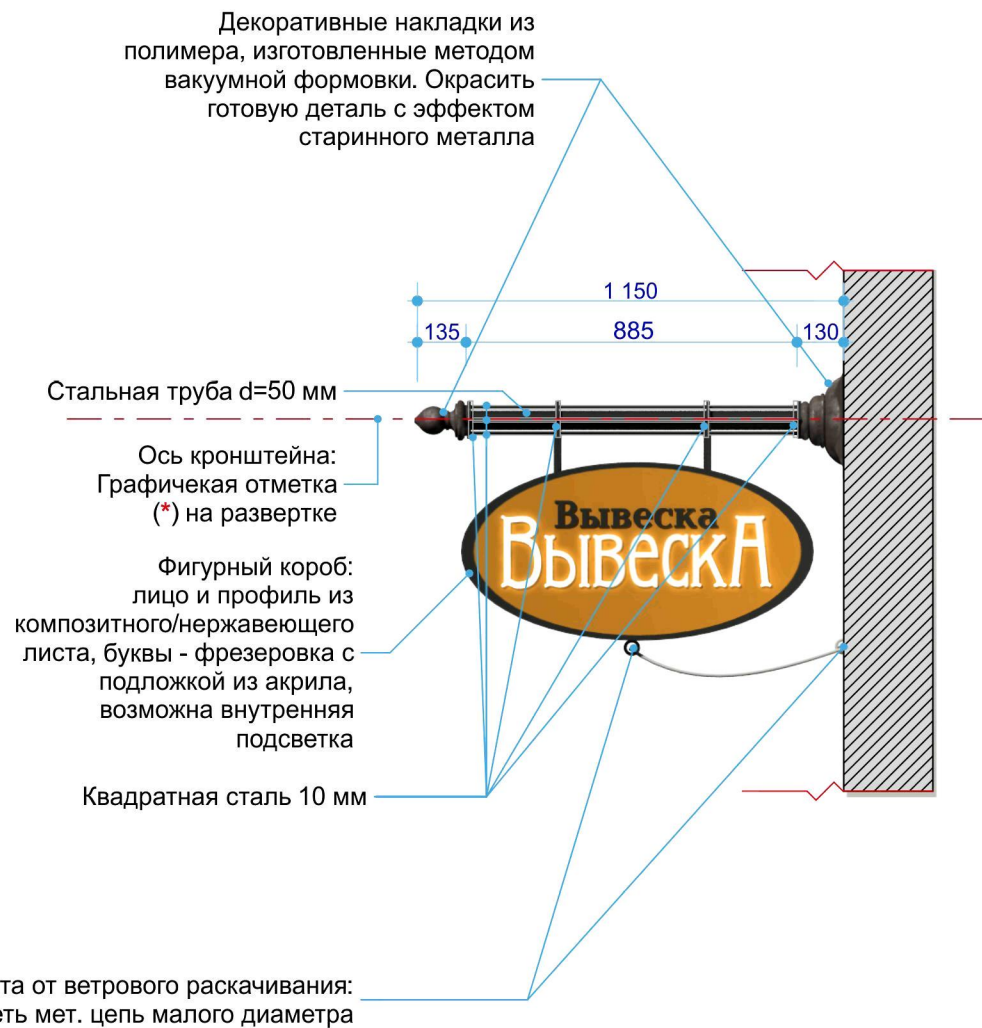 Декоративные накладки из
полимера, изготовленные методом
вакуумной формовки. Окрасить
готовую деталь с эффектом
старинного металла
1 150
135
885
130
Стальная труба d=50 мм
Ось кронштейна:
Графичекая отметка
(*) на развертке
Вывеска
ВЫВЕСКА
Фигурный короб:
лицо и профиль из
композитного/нержавеющего
листа, буквы - фрезеровка с
подложкой из акрила,
возможна внутренняя
подсветка
Квадратная сталь 10 мм
от ветрового раскачивания:
мет. цепь малого диаметра